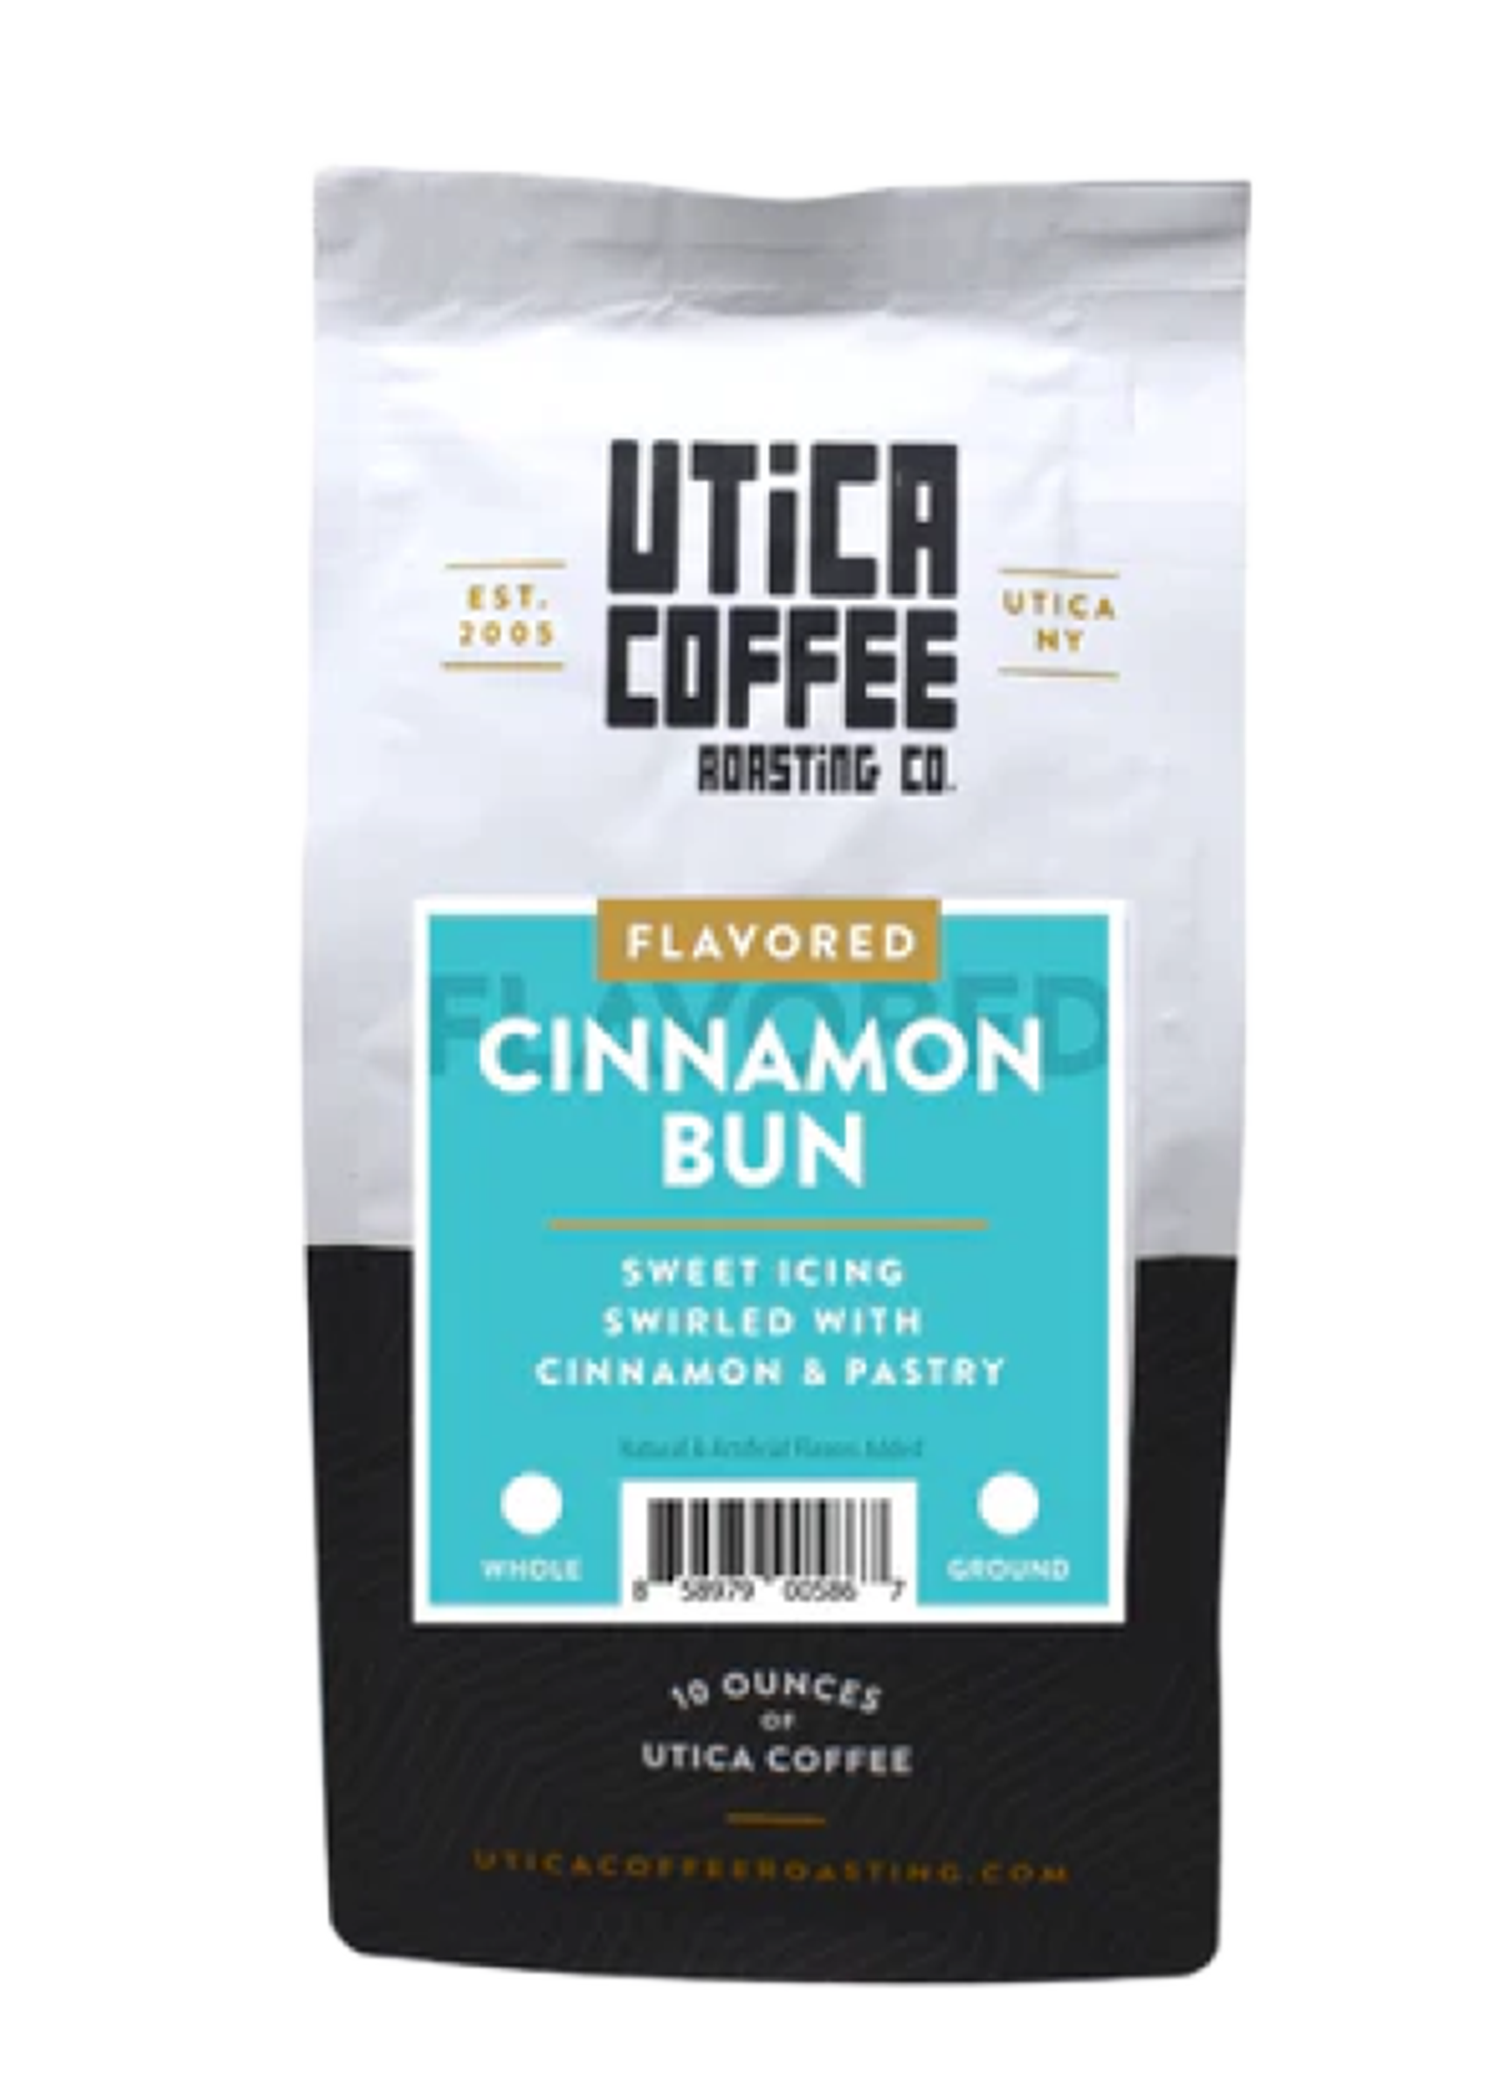 UTiCA
COFFEE
ROASTiNG CO.
EST.
2005
UTICA
NY
FLAVORED
FLAVORED
CINNAMON
BUN
SWEET ICING
SWIRLED WITH
CINNAMON & PASTRY
Natural & Artificial Flavors Added
WHOLE
GROUND
8 58979 00586 7
10 OUNCES
OF
UTICA COFFEE
UTICACOFFEEROASTING.COM